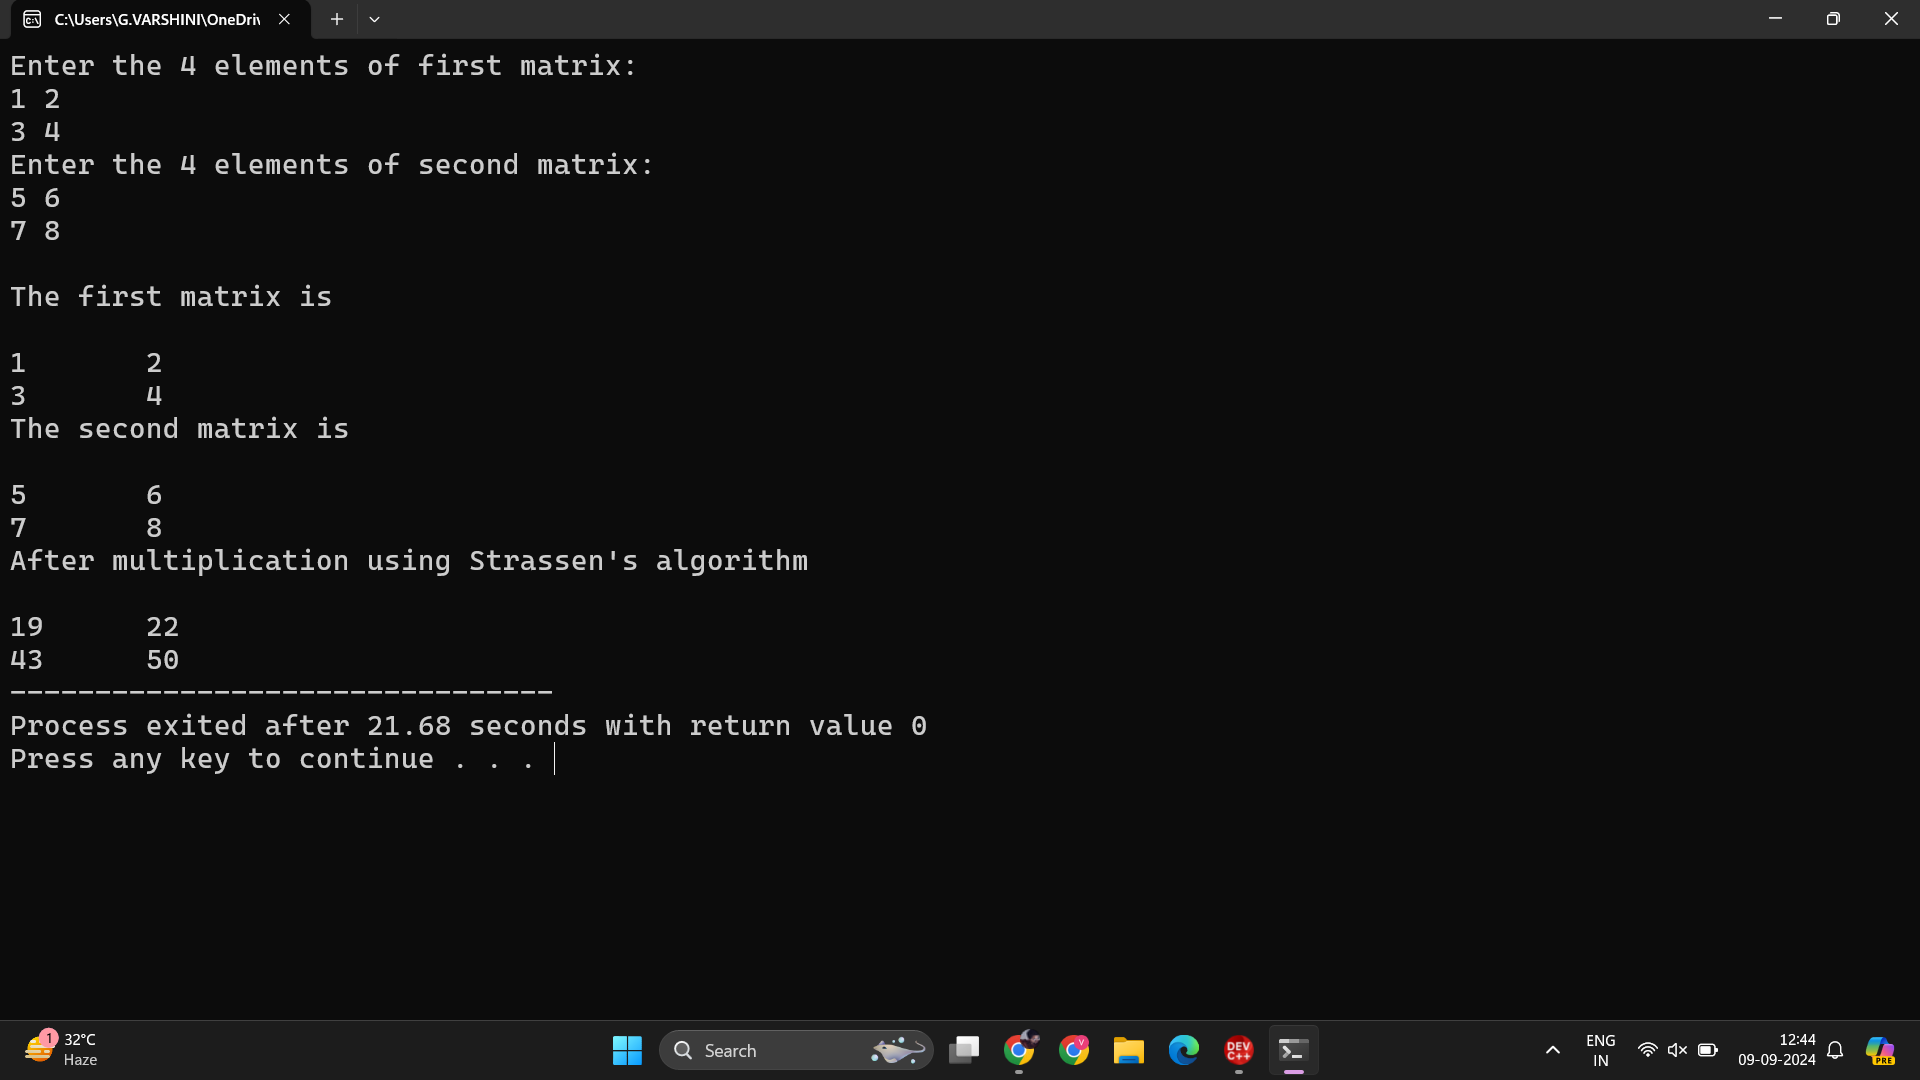 C:\Users\G.VARSHINI\OneDri
Enter the 4 elements of first matrix:
1 2
3 4
Enter the 4 elements of second matrix:
5 6
7 8
The first matrix is
1 2
3 4
The second matrix is
5 6
7 8
After multiplication using Strassen's algorithm
19 22
43 50
--------------------------------
Process exited after 21.68 seconds with return value 0
Press any key to continue . . .
1
32°C
Haze
Search
V
DEV
C++
ENG
IN
12:44
09-09-2024
PRE